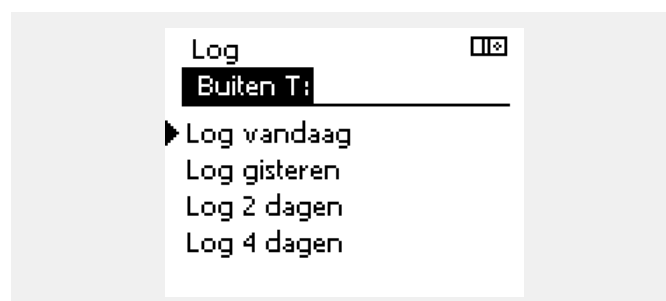 Log
Buiten T:
Log vandaag
Log gisteren
Log 2 dagen
Log 4 dagen